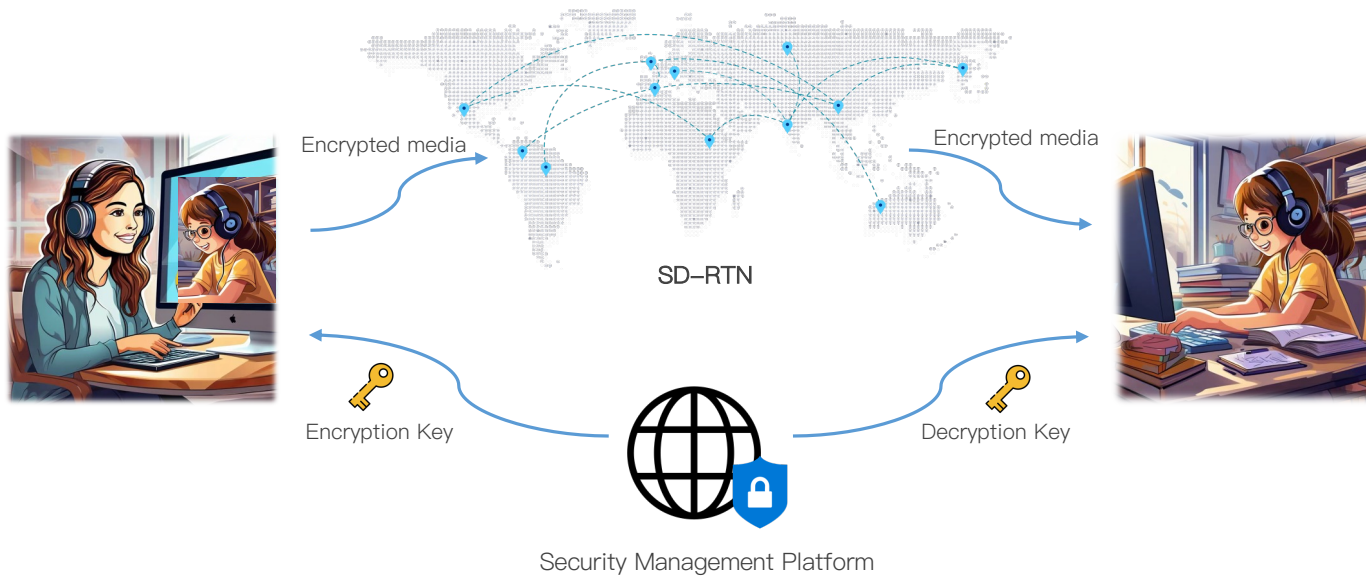 Encrypted media
Encrypted media
SD-RTN
Encryption Key
Decryption Key
Security Management Platform